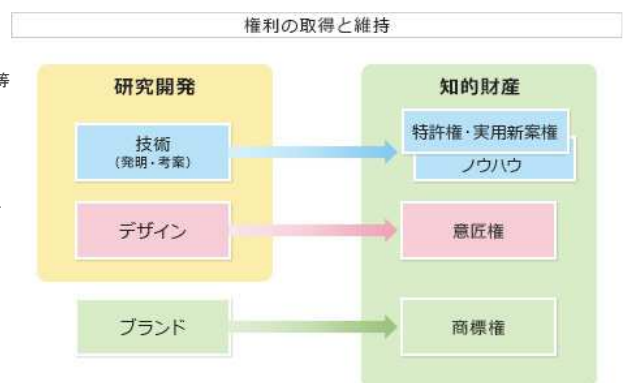 権利の取得と維持
等
研究開発
知的財産
技術
(発明・考案)
特許権・実用新案権
ノウハウ
デザイン
意匠権
ブランド
商標権